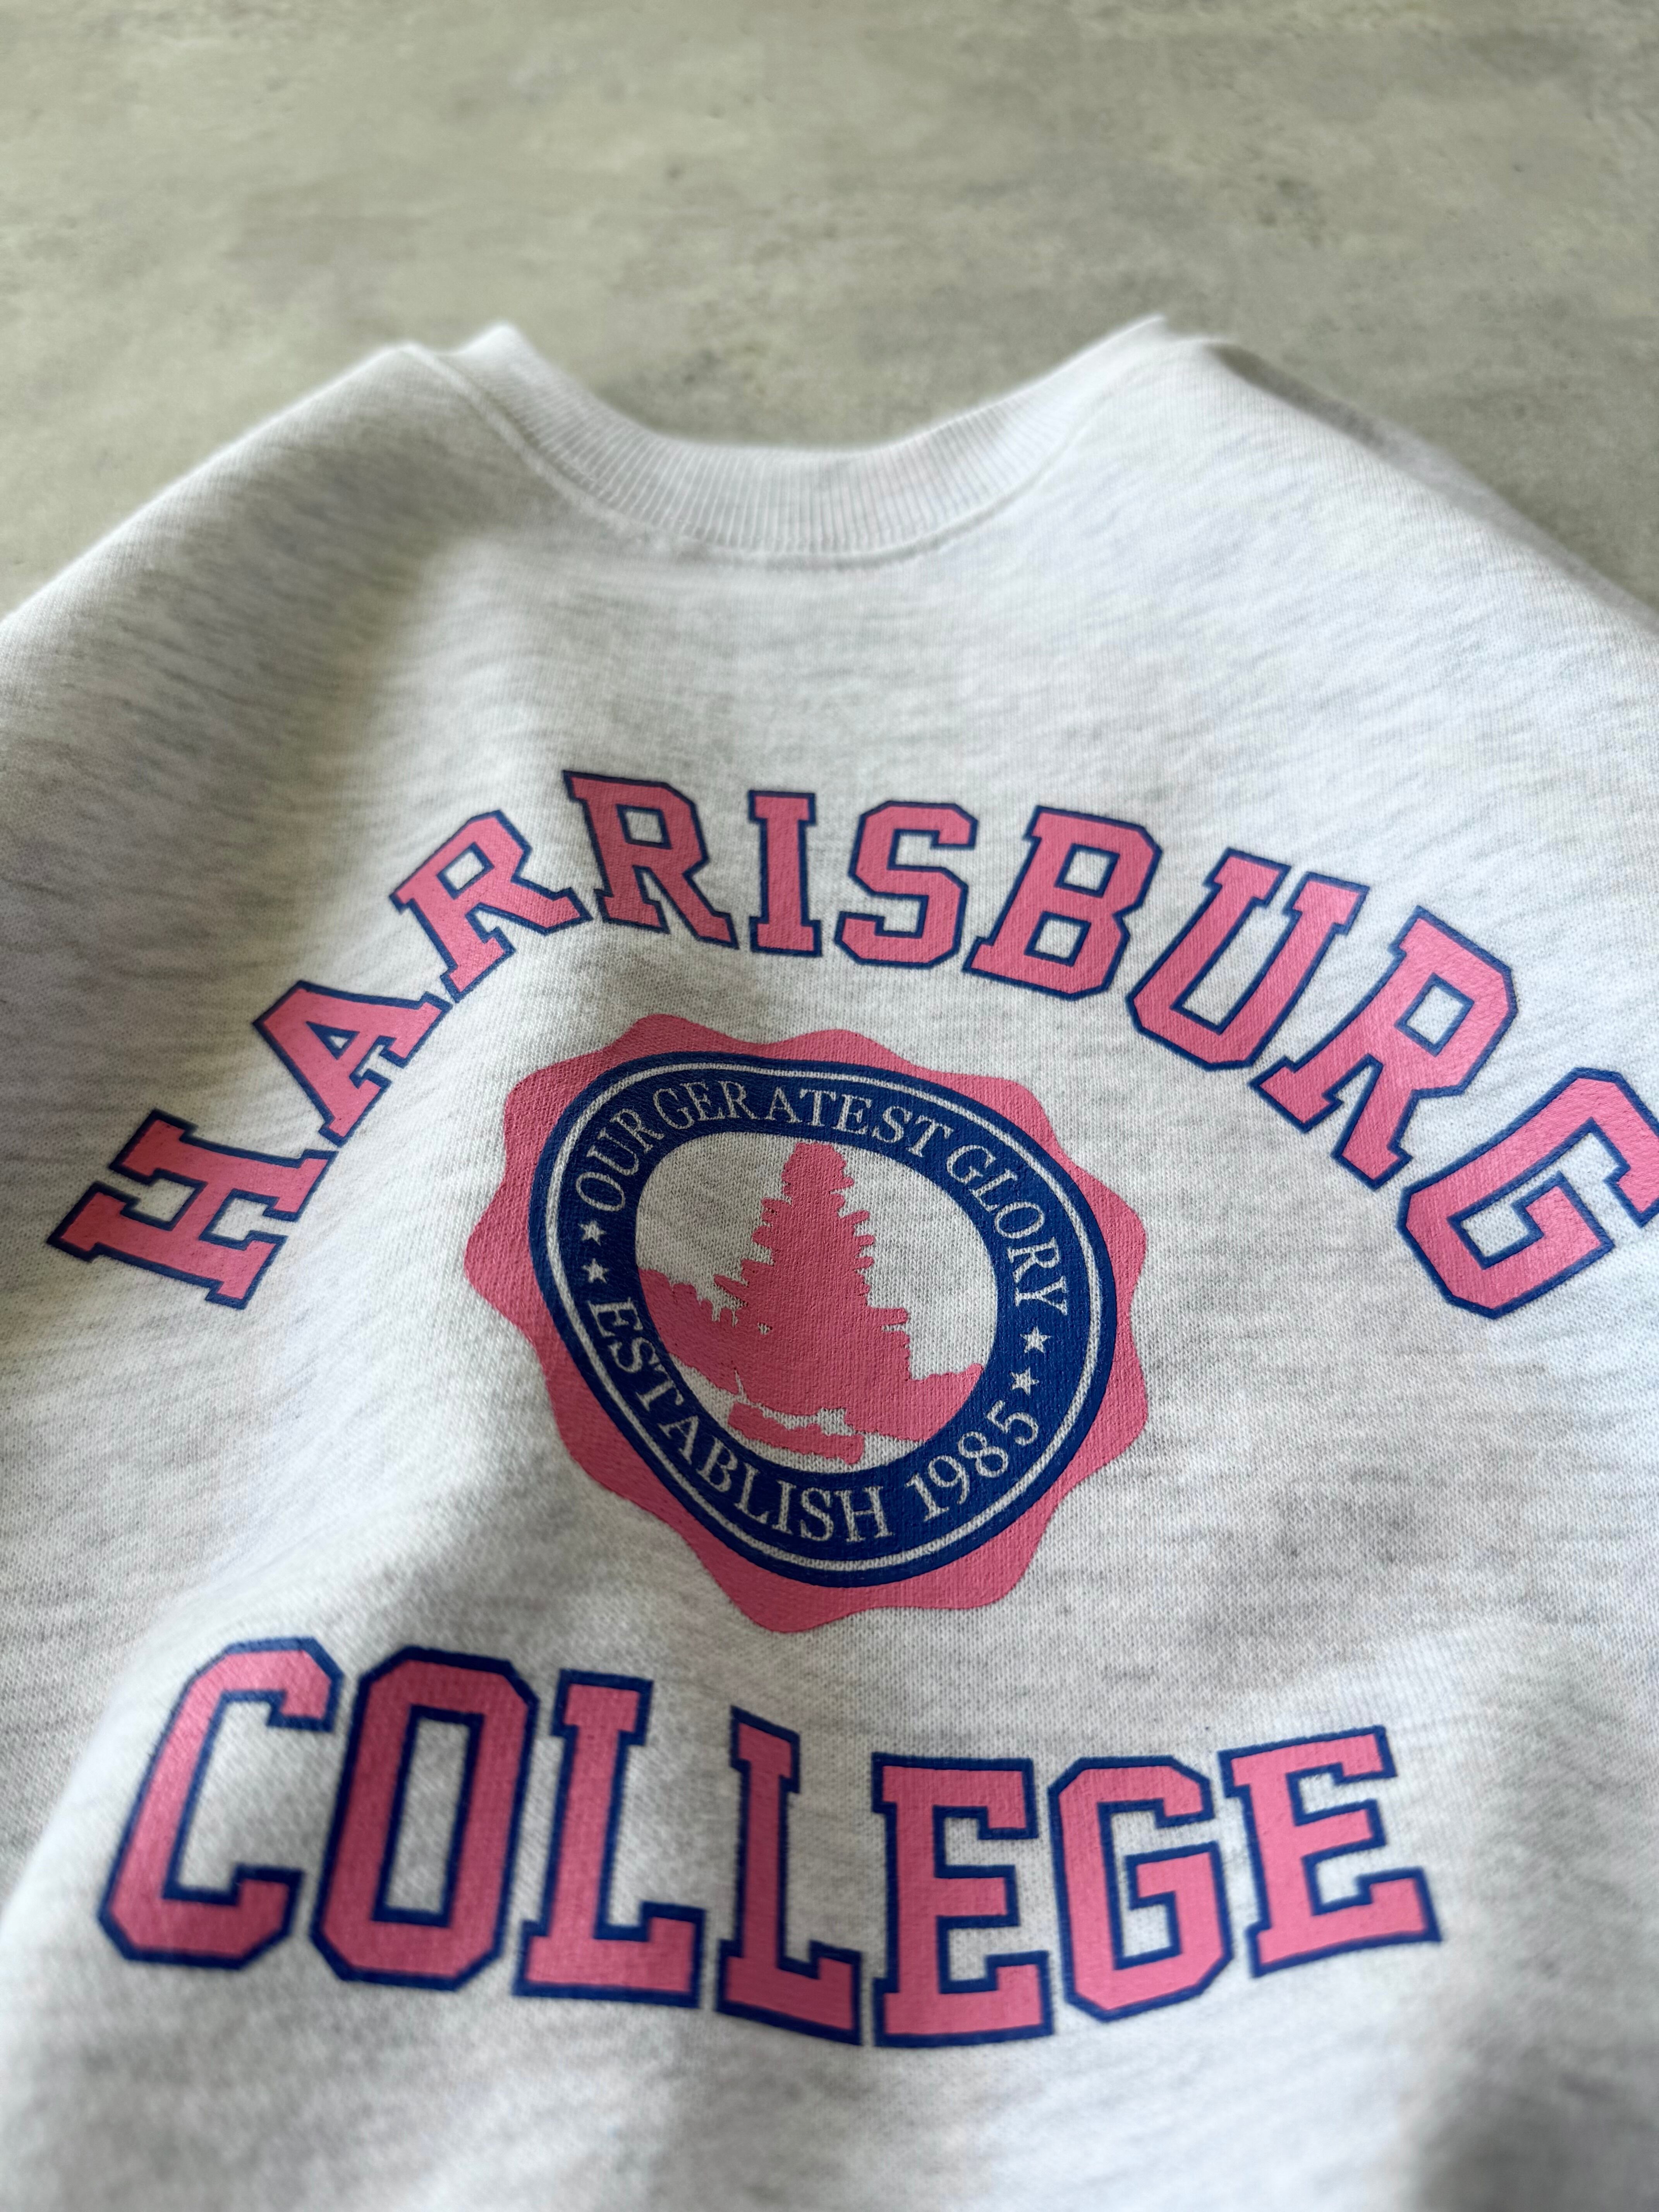 HARRISBURG
OUR GERATEST GLORY
ESTABLISH 1985
COLLEGE